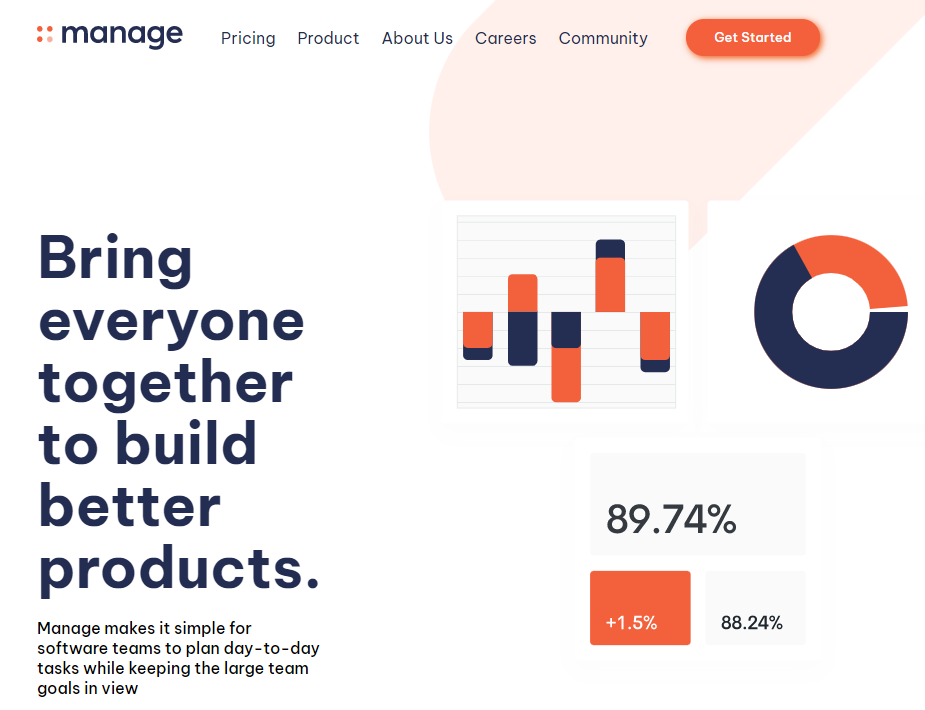 manage
Pricing Product About Us Careers Community Get Started
Bring
everyone
together
to build
better
products.
Manage makes it simple for
software teams to plan day-to-day
tasks while keeping the large team
goals in view
89.74%
+1.5% 88.24%